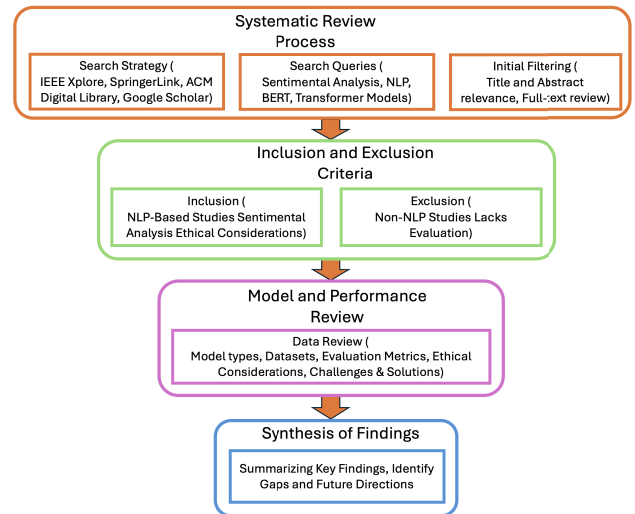 Systematic Review
Process
Search Strategy (
IEEE Xplore, SpringerLink, ACM
Digital Library, Google Scholar)
Search Queries (
Sentimental Analysis, NLP,
BERT, Transformer Models)
Initial Filtering (
Title and Abstract
relevance, Full-text review)
Inclusion and Exclusion
Criteria
Inclusion (
NLP-Based Studies Sentimental
Analysis Ethical Considerations)
Exclusion (
Non-NLP Studies Lacks
Evaluation)
Model and Performance
Review
Data Review (
Model types, Datasets, Evaluation Metrics, Ethical
Considerations, Challenges & Solutions)
Synthesis of Findings
Summarizing Key Findings, Identify
Gaps and Future Directions